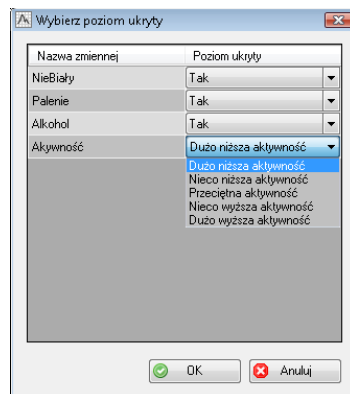 Wybierz poziom ukryty
Nazwa zmiennej Poziom ukryty
NieBiały Tak
Palenie Tak
Alkohol Tak
Akywność Dużo niższa aktywność
Dużo niższa aktywność
Nieco niższa aktywność
Przeciętna aktywność
Nieco wyższa aktywność
Dużo wyższa aktywność
OK Anuluj